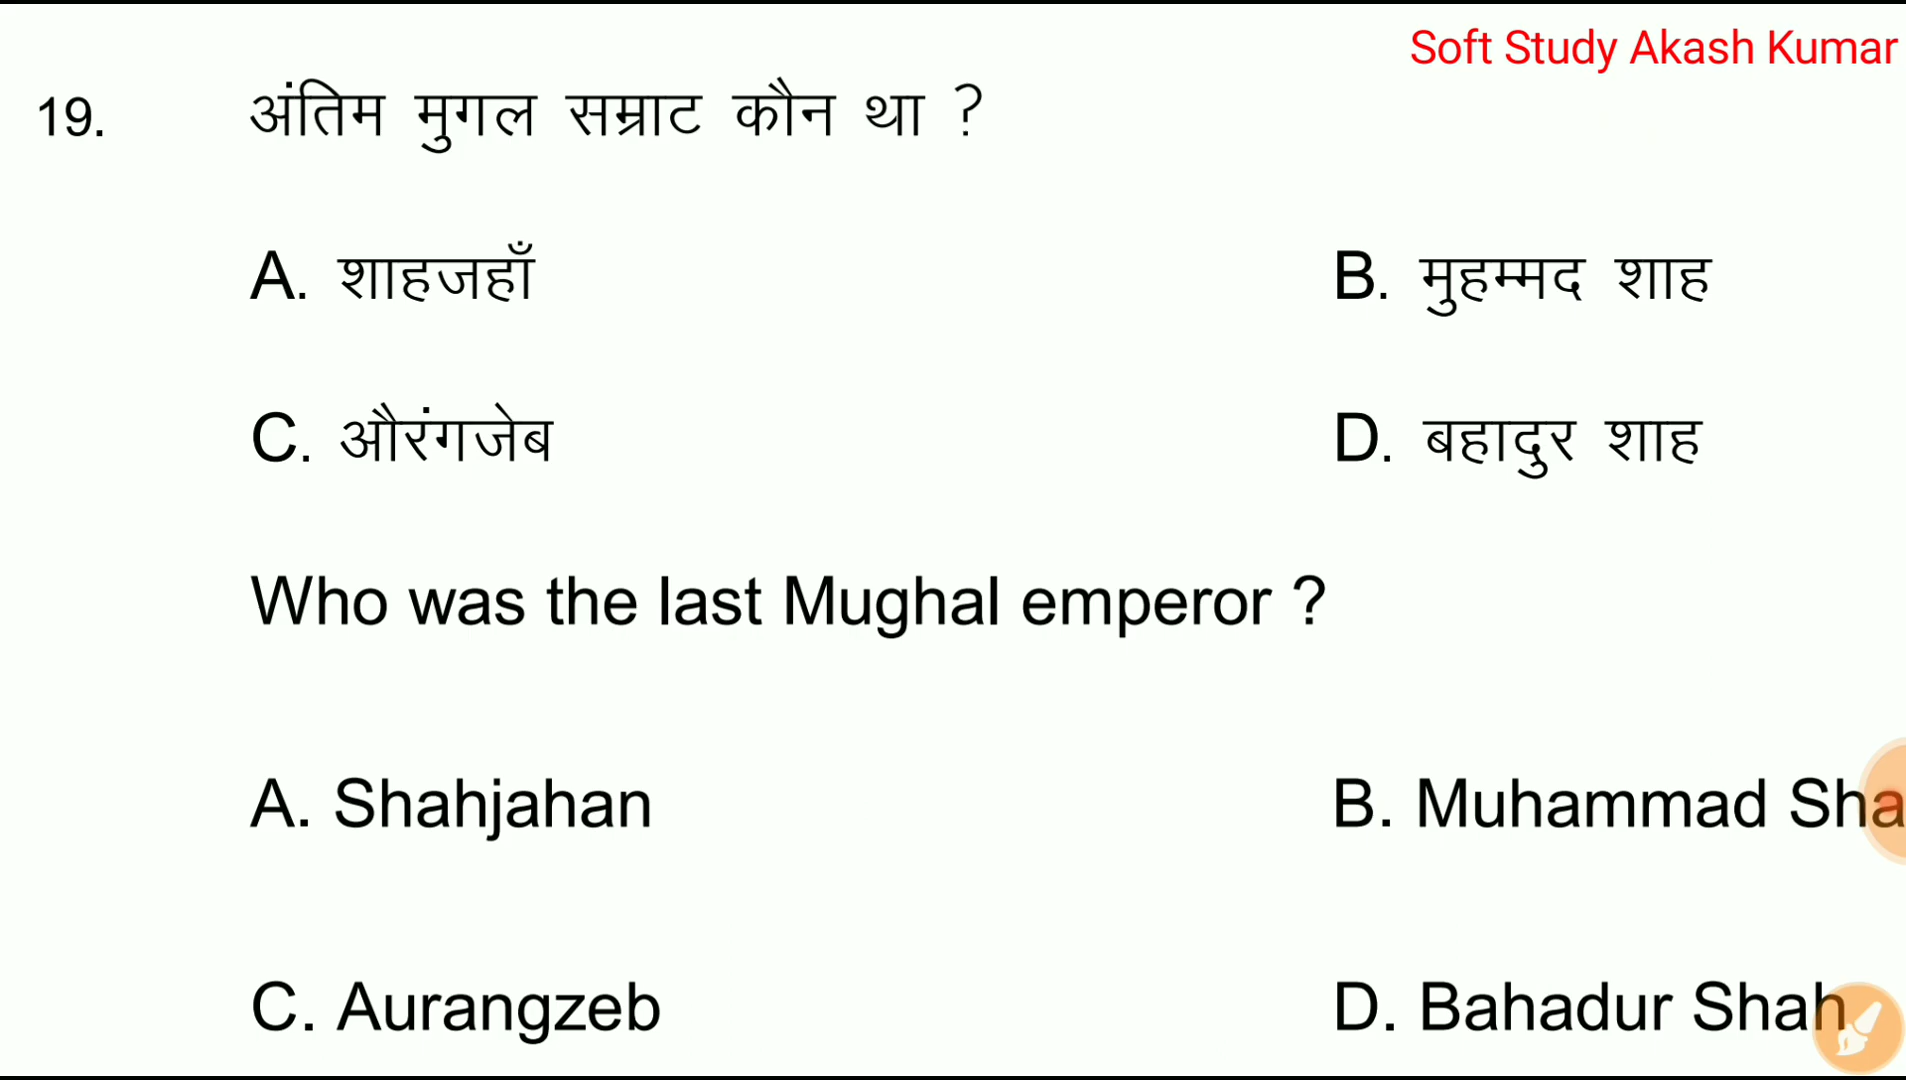 Soft Study Akash Kumar
19. अंतिम मुगल सम्राट कौन था ?
A. शाहजहाँ B. मुहम्मद शाह
C. औरंगजेब D. बहादुर शाह
Who was the last Mughal emperor ?
A. Shahjahan B. Muhammad Sha
C. Aurangzeb D. Bahadur Shah